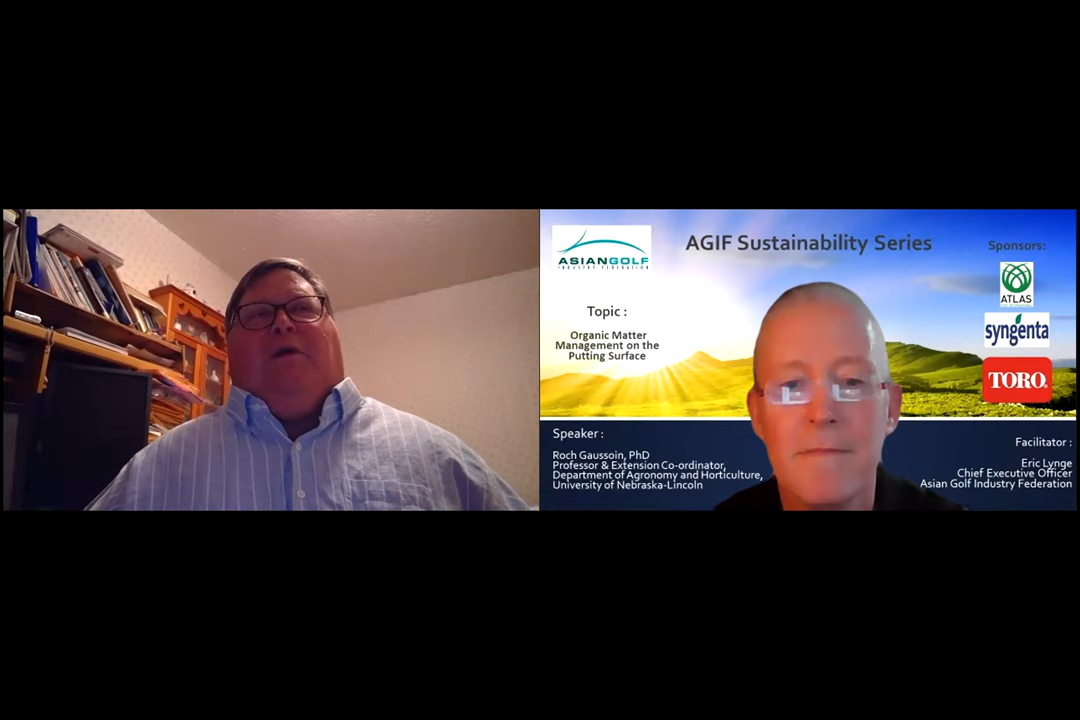 ASIANGOLF
INDUSTRY FEDERATION
AGIF Sustainability Series
Sponsors:
ATLAS
syngenta
TORO
Topic :
Organic Matter
Management on the
Putting Surface
Speaker :
Roch Gaussoin, PhD
Professor & Extension Co-ordinator,
Department of Agronomy and Horticulture,
University of Nebraska-Lincoln
Facilitator :
Eric Lynge
Chief Executive Officer
Asian Golf Industry Federation